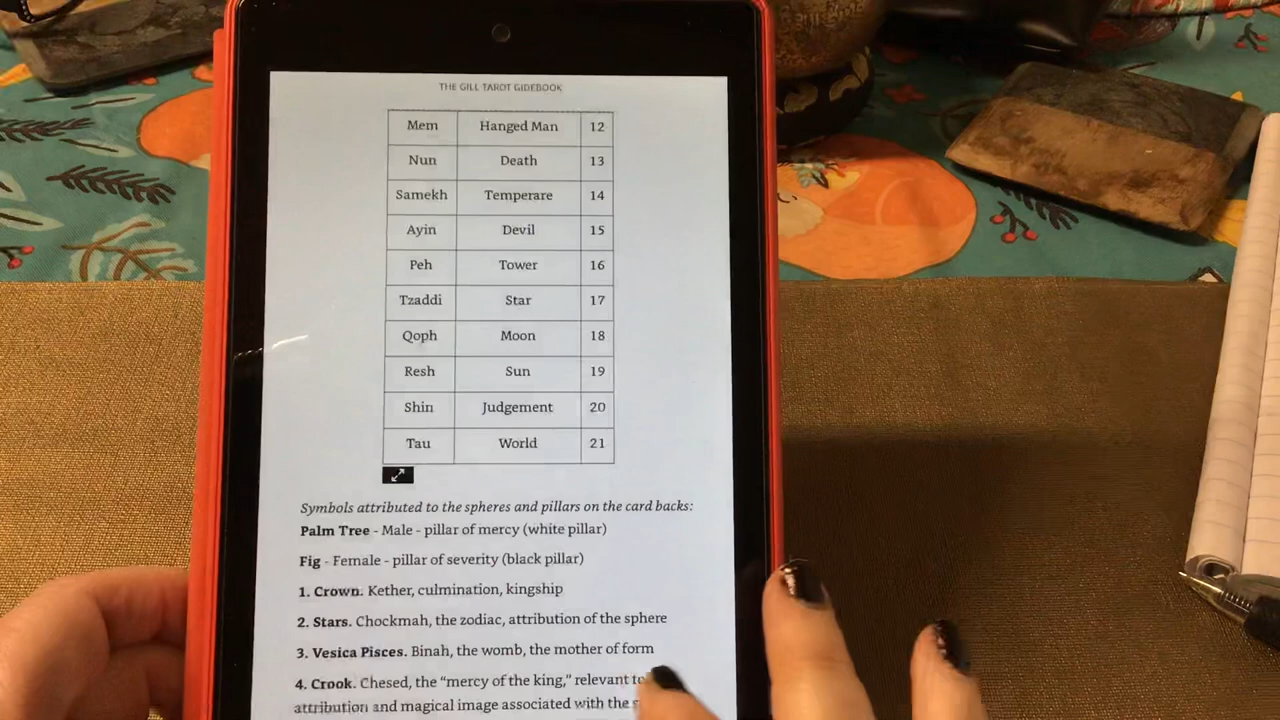 THE GILL TAROT GIDEBOOK
Mem Hanged Man 12
Nun Death 13
Samekh Temperare 14
Ayin Devil 15
Peh Tower 16
Tzaddi Star 17
Qoph Moon 18
Resh Sun 19
Shin Judgement 20
Tau World 21
Symbols attributed to the spheres and pillars on the card backs:
Palm Tree - Male - pillar of mercy (white pillar)
Fig - Female - pillar of severity (black pillar)
1. Crown. Kether, culmination, kingship
2. Stars. Chockmah, the zodiac, attribution of the sphere
3. Vesica Pisces. Binah, the womb, the mother of form
4. Crook. Chesed, the “mercy of the king,” relevant to
attribution and magical image associated with the